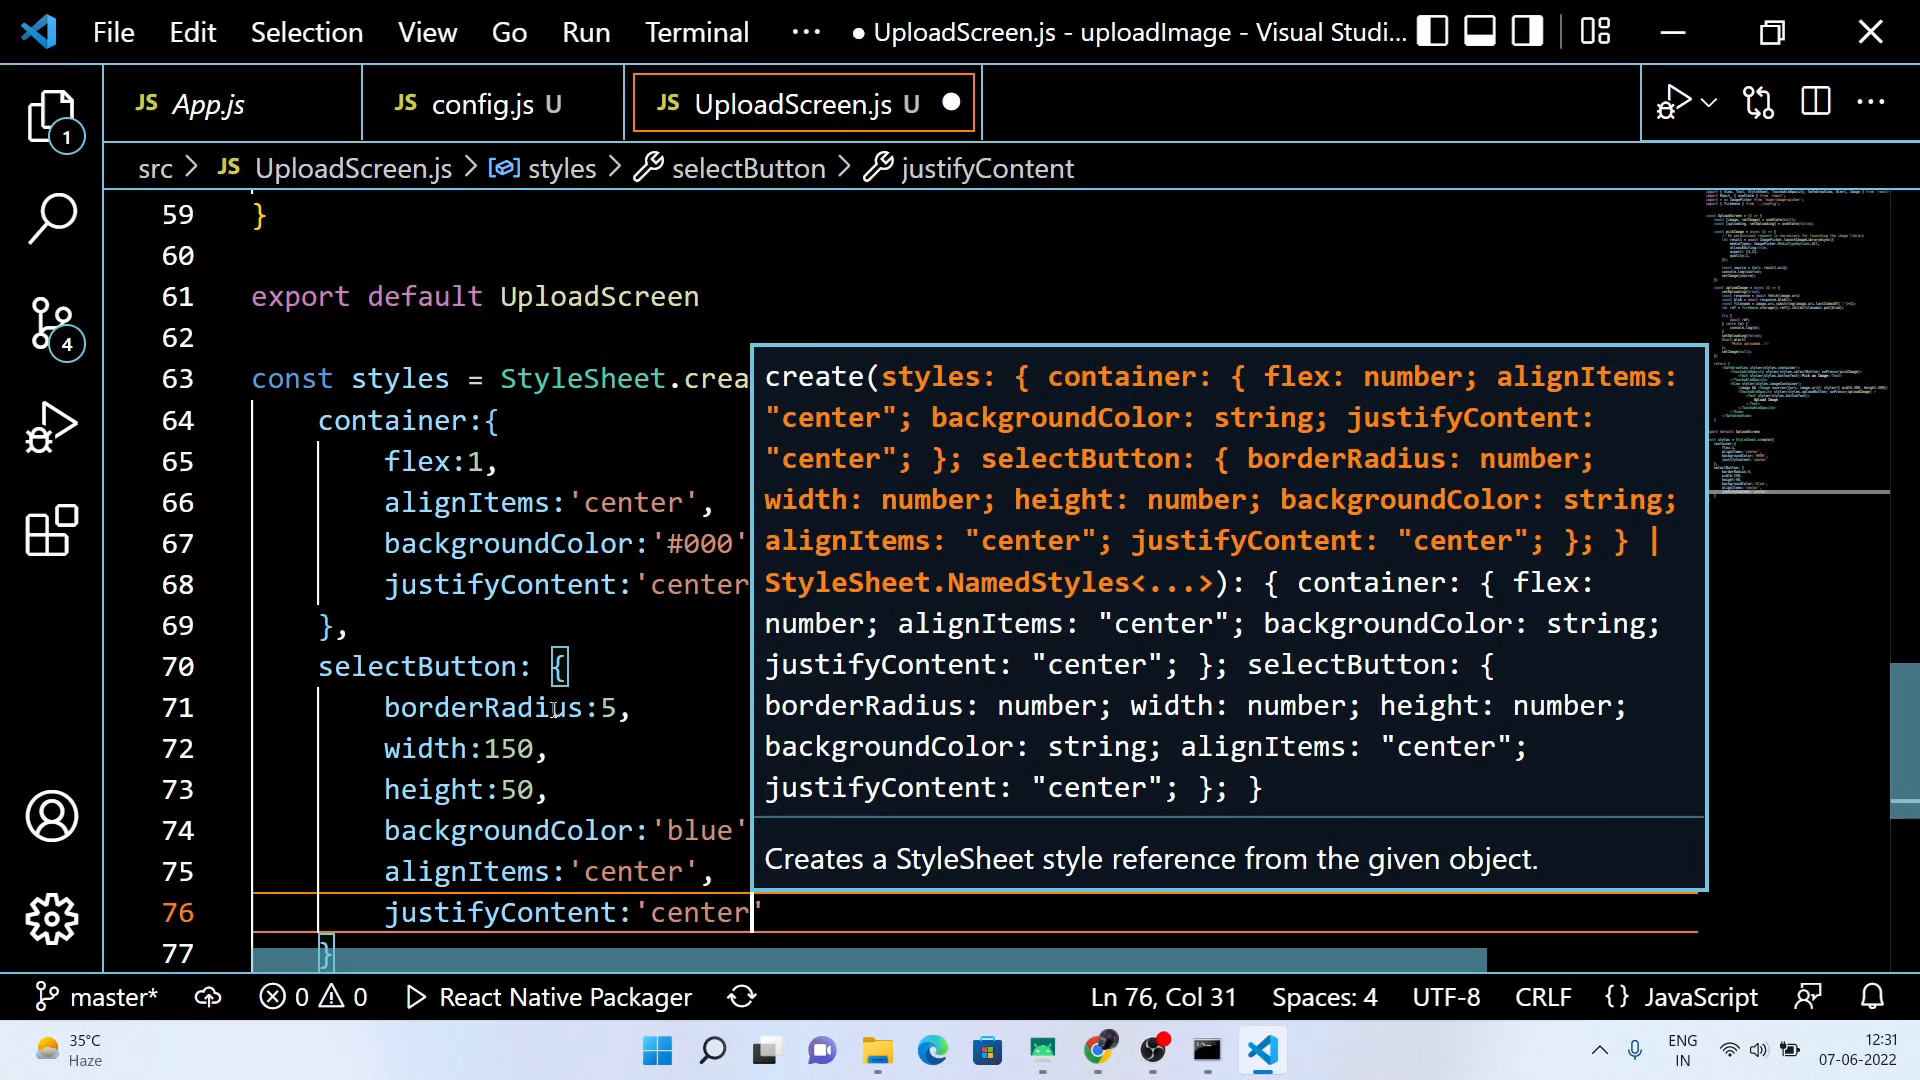 File Edit Selection View Go Run Terminal ··· ● UploadScreen.js - uploadImage - Visual Studi...
JS App.js JS config.js U JS UploadScreen.js U ●
src > JS UploadScreen.js > styles > selectButton > justifyContent
59 }
60
61 export default UploadScreen
62
63 const styles = StyleSheet.crea
64 container:{
65 flex:1,
66 alignItems:'center',
67 backgroundColor:'#000'
68 justifyContent:'center
69 },
70 selectButton: {
71 borderRadius:5,
72 width:150,
73 height:50,
74 backgroundColor:'blue'
75 alignItems:'center',
76 justifyContent:'center'
77 }
create(styles: { container: { flex: number; alignItems:
"center"; backgroundColor: string; justifyContent:
"center"; }; selectButton: { borderRadius: number;
width: number; height: number; backgroundColor: string;
alignItems: "center"; justifyContent: "center"; }; } |
StyleSheet.NamedStyles<...>): { container: { flex:
number; alignItems: "center"; backgroundColor: string;
justifyContent: "center"; }; selectButton: {
borderRadius: number; width: number; height: number;
backgroundColor: string; alignItems: "center";
justifyContent: "center"; }; }
Creates a StyleSheet style reference from the given object.
1
4
master* 0 0 React Native Packager Ln 76, Col 31 Spaces: 4 UTF-8 CRLF {} JavaScript
35°C
Haze
ENG
IN
12:31
07-06-2022